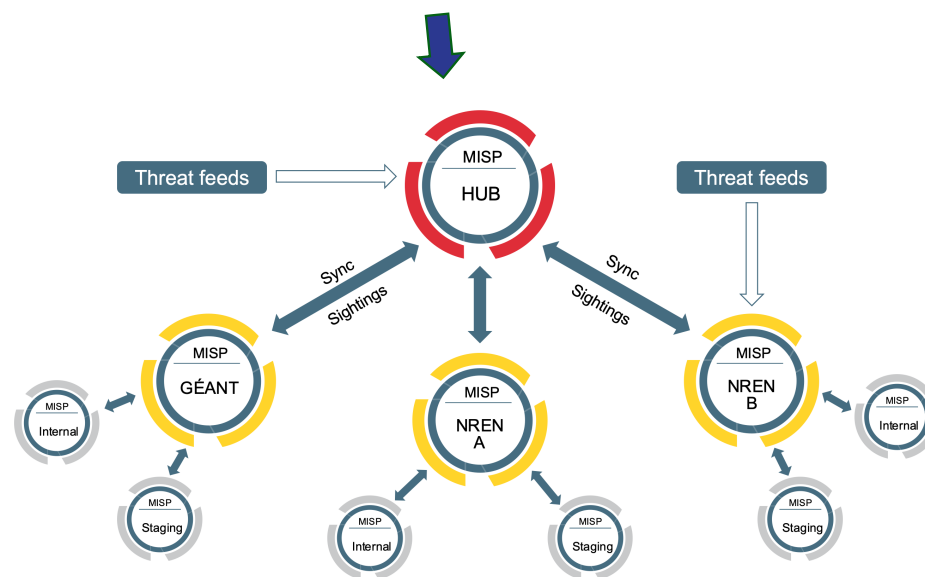 MISP
HUB
Threat feeds
Threat feeds
Sync
Sightings
Sync
Sightings
MISP
GÉANT
MISP
NREN
A
MISP
NREN
B
MISP
Internal
MISP
Staging
MISP
Internal
MISP
Staging
MISP
Internal
MISP
Staging